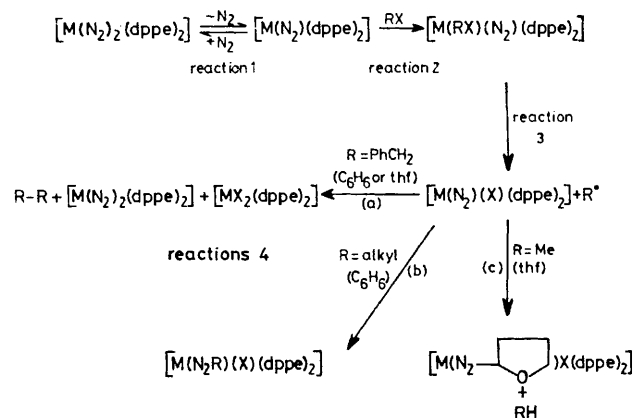 [M(N₂)₂(dppe)₂] −N₂ +N₂ [M(N₂)(dppe)₂] RX [M(RX)(N₂)(dppe)₂]
reaction 1 reaction 2
reaction
3
R=PhCH₂
(C₆H₆ or thf)
R–R + [M(N₂)₂(dppe)₂] + [MX₂(dppe)₂] (a) [M(N₂)(X)(dppe)₂]+R•
reactions 4
R=alkyl (b)
(C₆H₆)
(c) R=Me
(thf)
[M(N₂R)(X)(dppe)₂] [M(N₂ O )X(dppe)₂]
+
RH